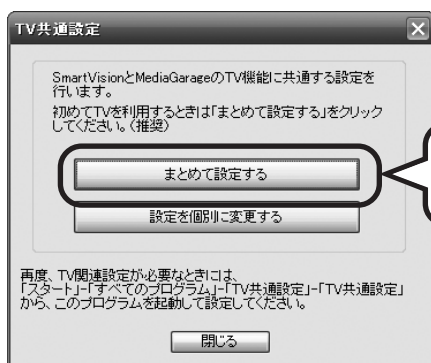 TV共通設定
SmartVisionとMediaGarageのTV機能に共通する設定を
行います。
初めてTVを利用するときは「まとめて設定する」をクリック
してください。(推奨)
まとめて設定する
設定を個別に変更する
再度、TV関連設定が必要なときには、
「スタート」-「すべてのプログラム」-「TV共通設定」-「TV共通設定」
から、このプログラムを起動して設定してください。
閉じる